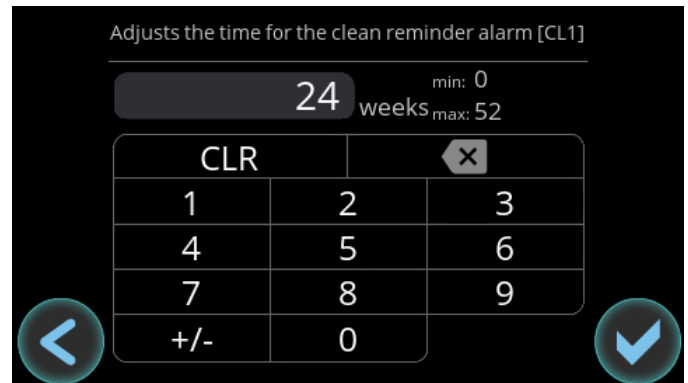 Adjusts the time for the clean reminder alarm [CL1]
24 weeks min: 0
max: 52
CLR
1 2 3
4 5 6
7 8 9
+/- 0